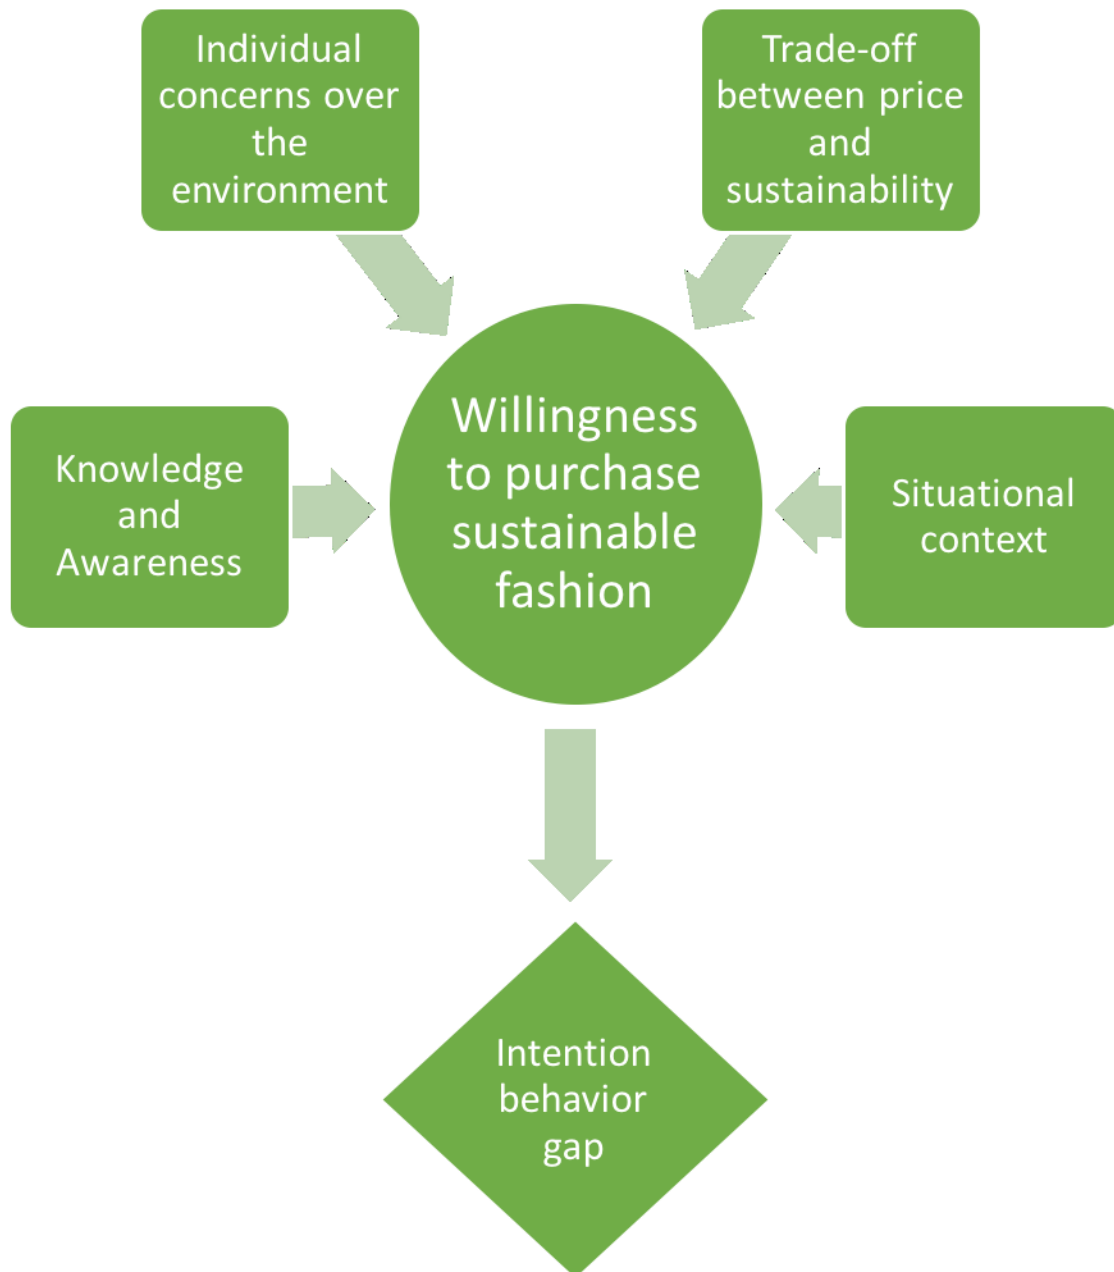 Individual
concerns over
the
environment
Trade-off
between price
and
sustainability
Knowledge
and
Awareness
Willingness
to purchase
sustainable
fashion
Situational
context
Intention
behavior
gap